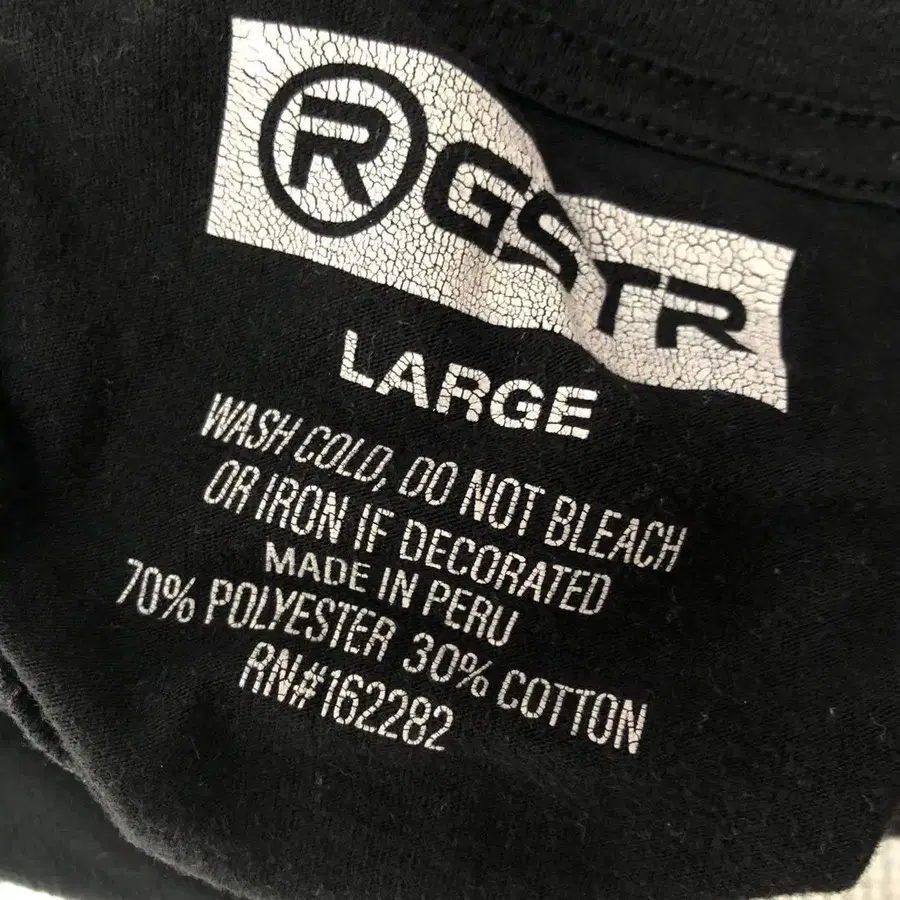 RGSTR
LARGE
WASH COLD, DO NOT BLEACH
OR IRON IF DECORATED
MADE IN PERU
70% POLYESTER 30% COTTON
RN#162282